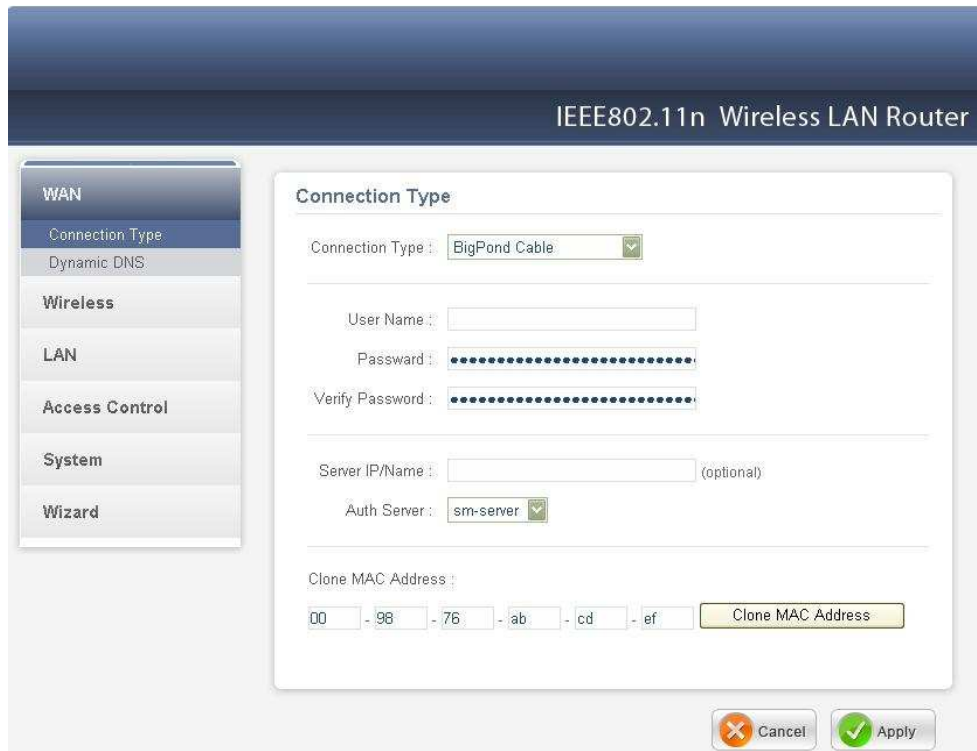 IEEE802.11n Wireless LAN Router
WAN
Connection Type
Dynamic DNS
Wireless
LAN
Access Control
System
Wizard
Connection Type
Connection Type : BigPond Cable
User Name :
Password :
Verify Password :
Server IP/Name : (optional)
Auth Server : sm-server
Clone MAC Address :
00 - 98 - 76 - ab - cd - ef Clone MAC Address
Cancel Apply